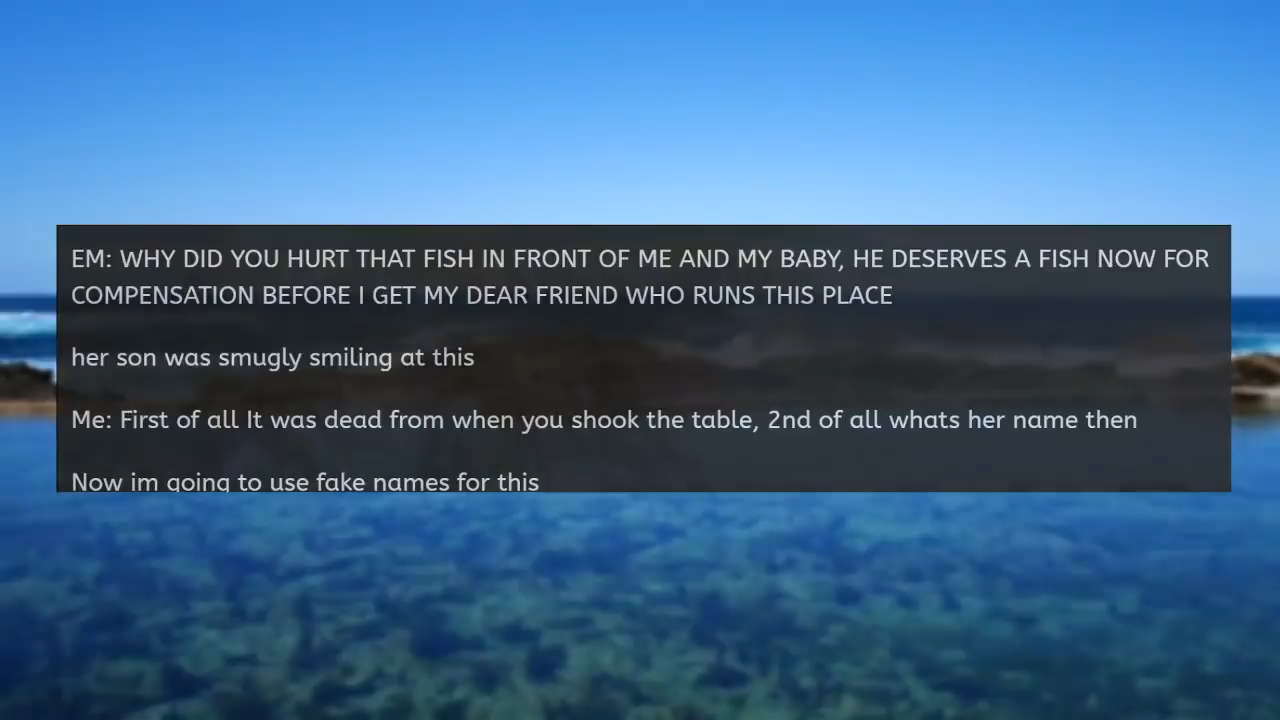 EM: WHY DID YOU HURT THAT FISH IN FRONT OF ME AND MY BABY, HE DESERVES A FISH NOW FOR
COMPENSATION BEFORE I GET MY DEAR FRIEND WHO RUNS THIS PLACE
her son was smugly smiling at this
Me: First of all It was dead from when you shook the table, 2nd of all whats her name then
Now im going to use fake names for this